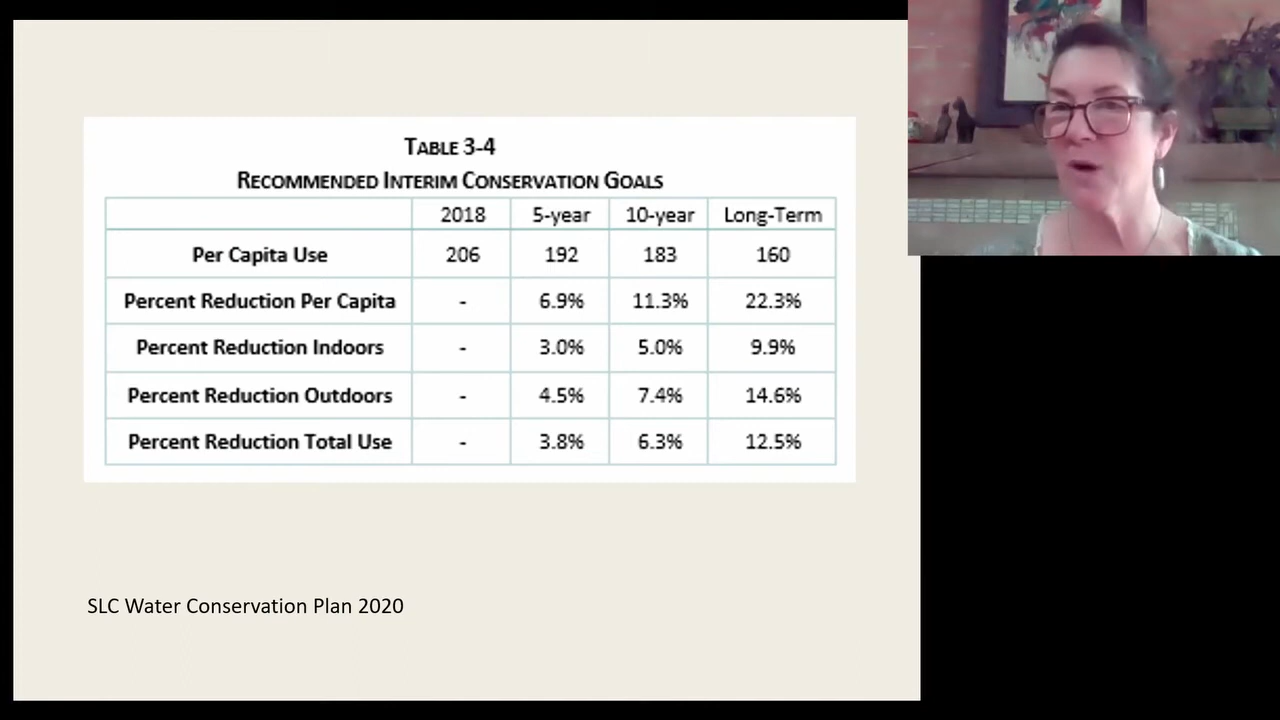 TABLE 3-4
RECOMMENDED INTERIM CONSERVATION GOALS
2018 5-year 10-year Long-Term
Per Capita Use 206 192 183 160
Percent Reduction Per Capita - 6.9% 11.3% 22.3%
Percent Reduction Indoors - 3.0% 5.0% 9.9%
Percent Reduction Outdoors - 4.5% 7.4% 14.6%
Percent Reduction Total Use - 3.8% 6.3% 12.5%
SLC Water Conservation Plan 2020